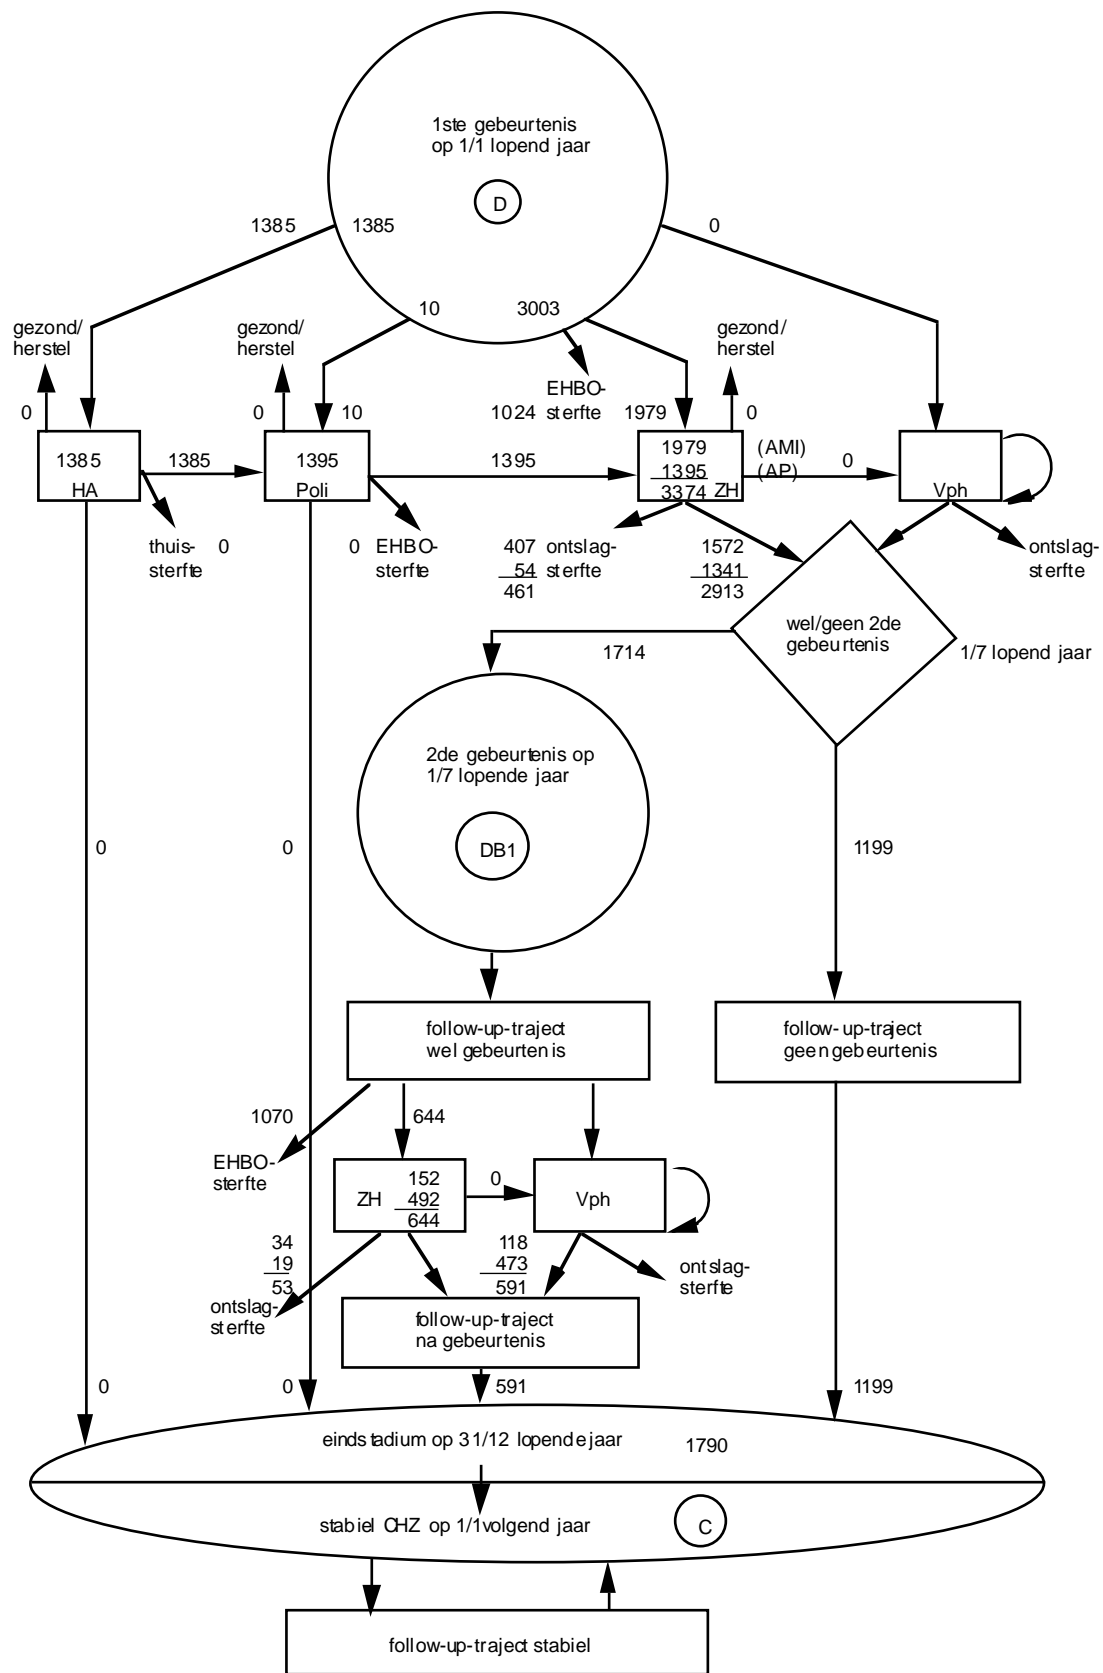 1ste gebeurtenis
op 1/1 lopend jaar
D
1385
1385
0
10
3003
gezond/
herstel
gezond/
herstel
gezond/
herstel
EHBO-
sterfte
0
0
10
1024
1979
0
1385
HA
1385
1395
Poli
1395
1979
1395
3374 ZH
(AMI)
(AP)
0
Vph
thuis-
sterfte
0
0
EHBO-
sterfte
407
54
461
ontslag-
sterfte
1572
1341
2913
ontslag-
sterfte
wel/geen 2de
gebeurtenis
1/7 lopend jaar
1714
2de gebeurtenis op
1/7 lopende jaar
DB1
0
0
1199
follow-up-traject
wel gebeurtenis
follow-up-traject
geen gebeurtenis
1070
644
EHBO-
sterfte
ZH
152
492
644
0
Vph
34
19
53
118
473
591
ontslag-
sterfte
ontslag-
sterfte
follow-up-traject
na gebeurtenis
0
0
591
1199
eindstadium op 31/12 lopende jaar
1790
stabiel CHZ op 1/1volgend jaar
C
follow-up-traject stabiel